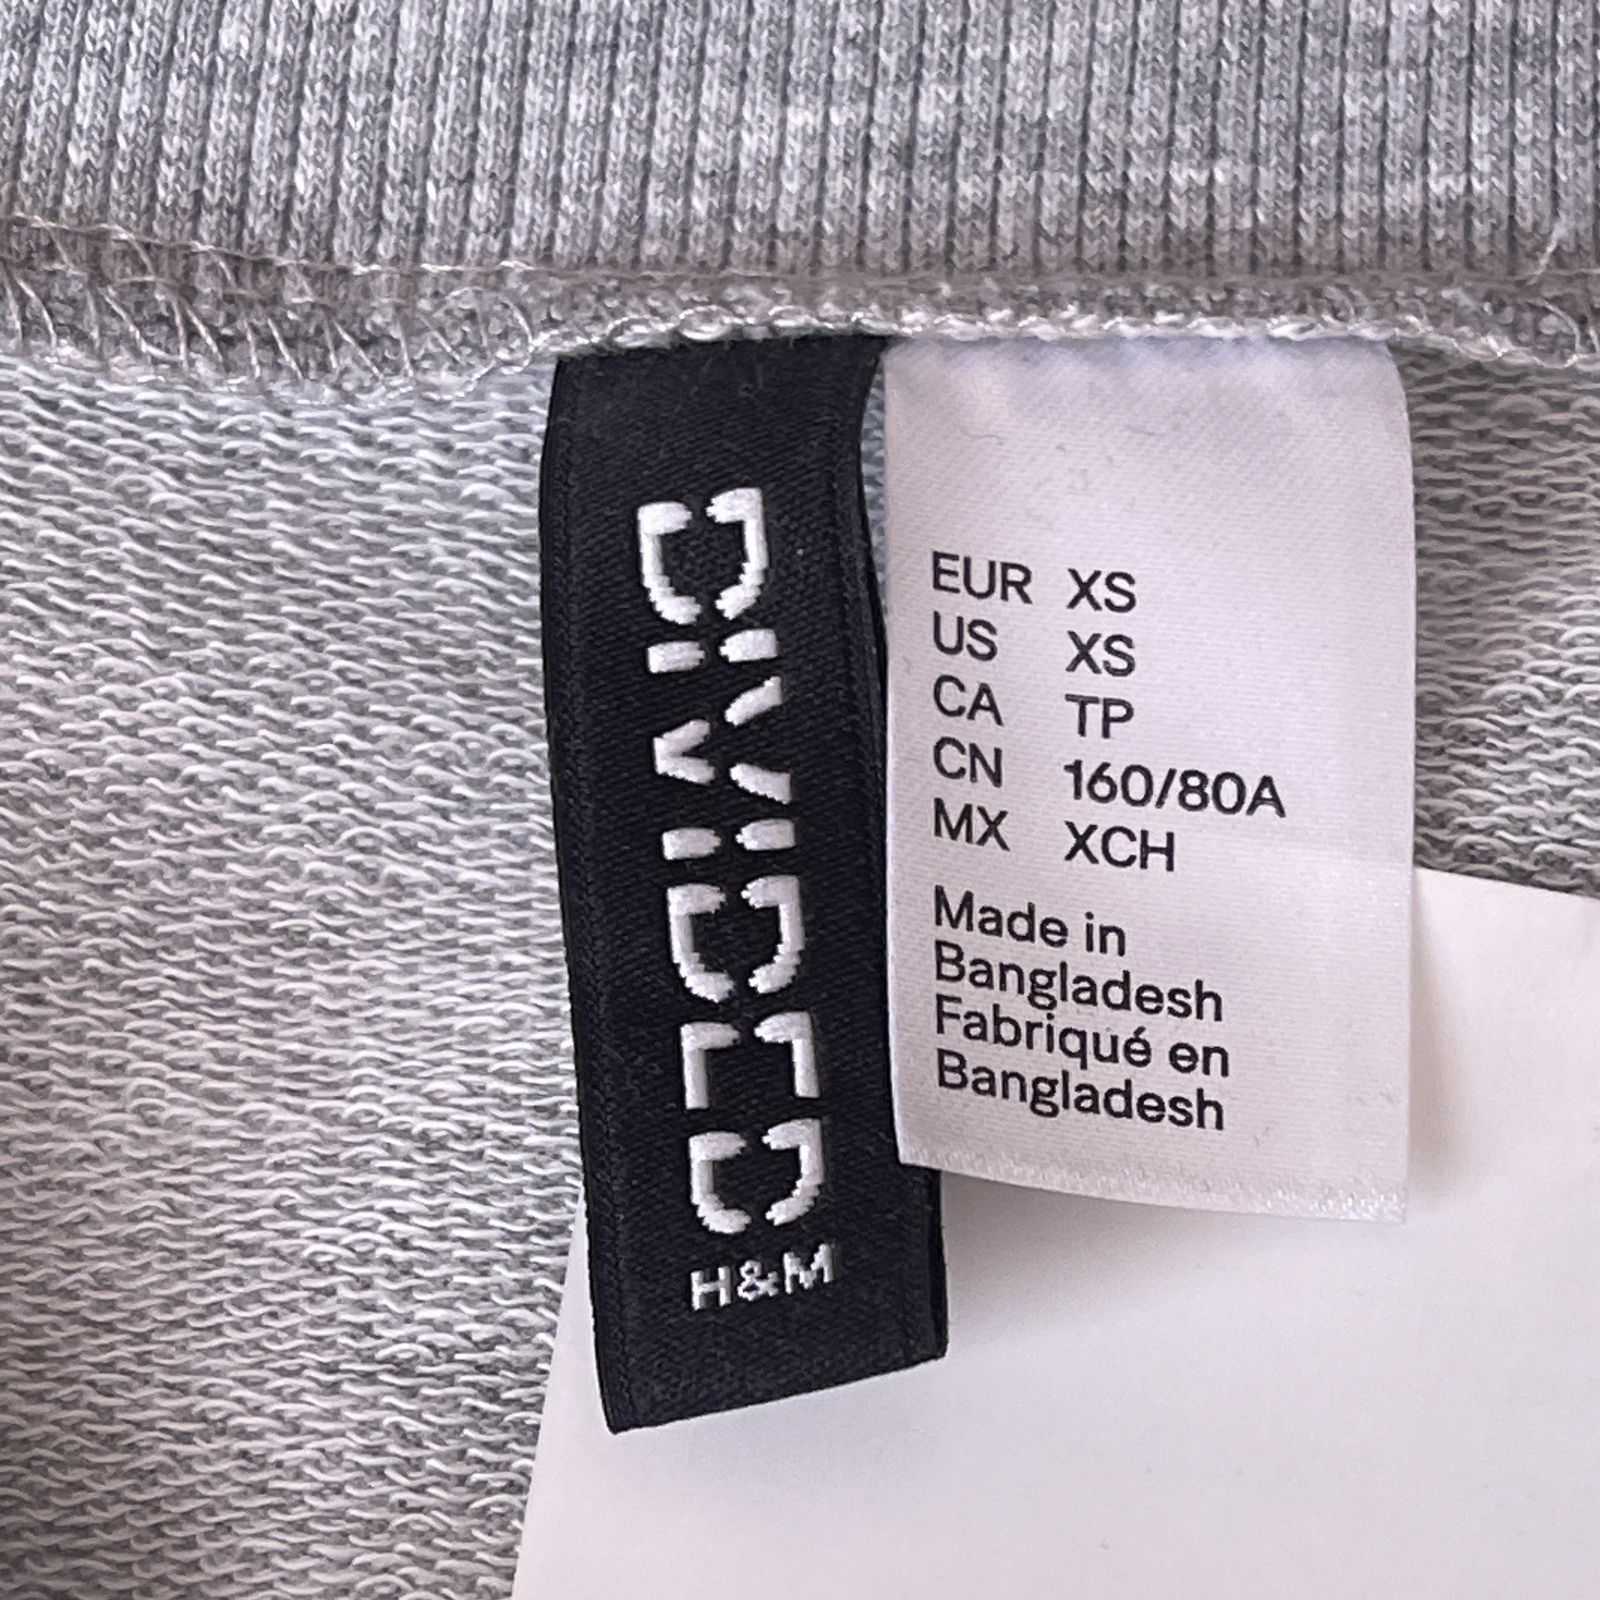 DIVIDED
H&M
EUR XS
US XS
CA TP
CN 160/80A
MX XCH
Made in
Bangladesh
Fabriqué en
Bangladesh